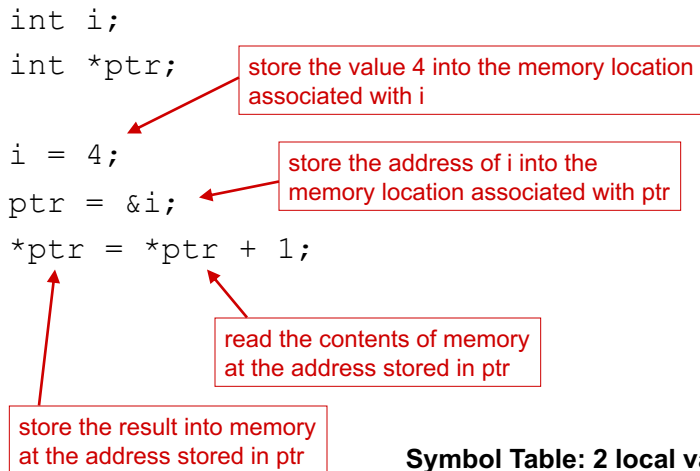 int i;
int *ptr;
store the value 4 into the memory location
associated with i
i = 4;
store the address of i into the
memory location associated with ptr
ptr = &i;
*ptr = *ptr + 1;
read the contents of memory
at the address stored in ptr
store the result into memory
at the address stored in ptr
Symbol Table: 2 local